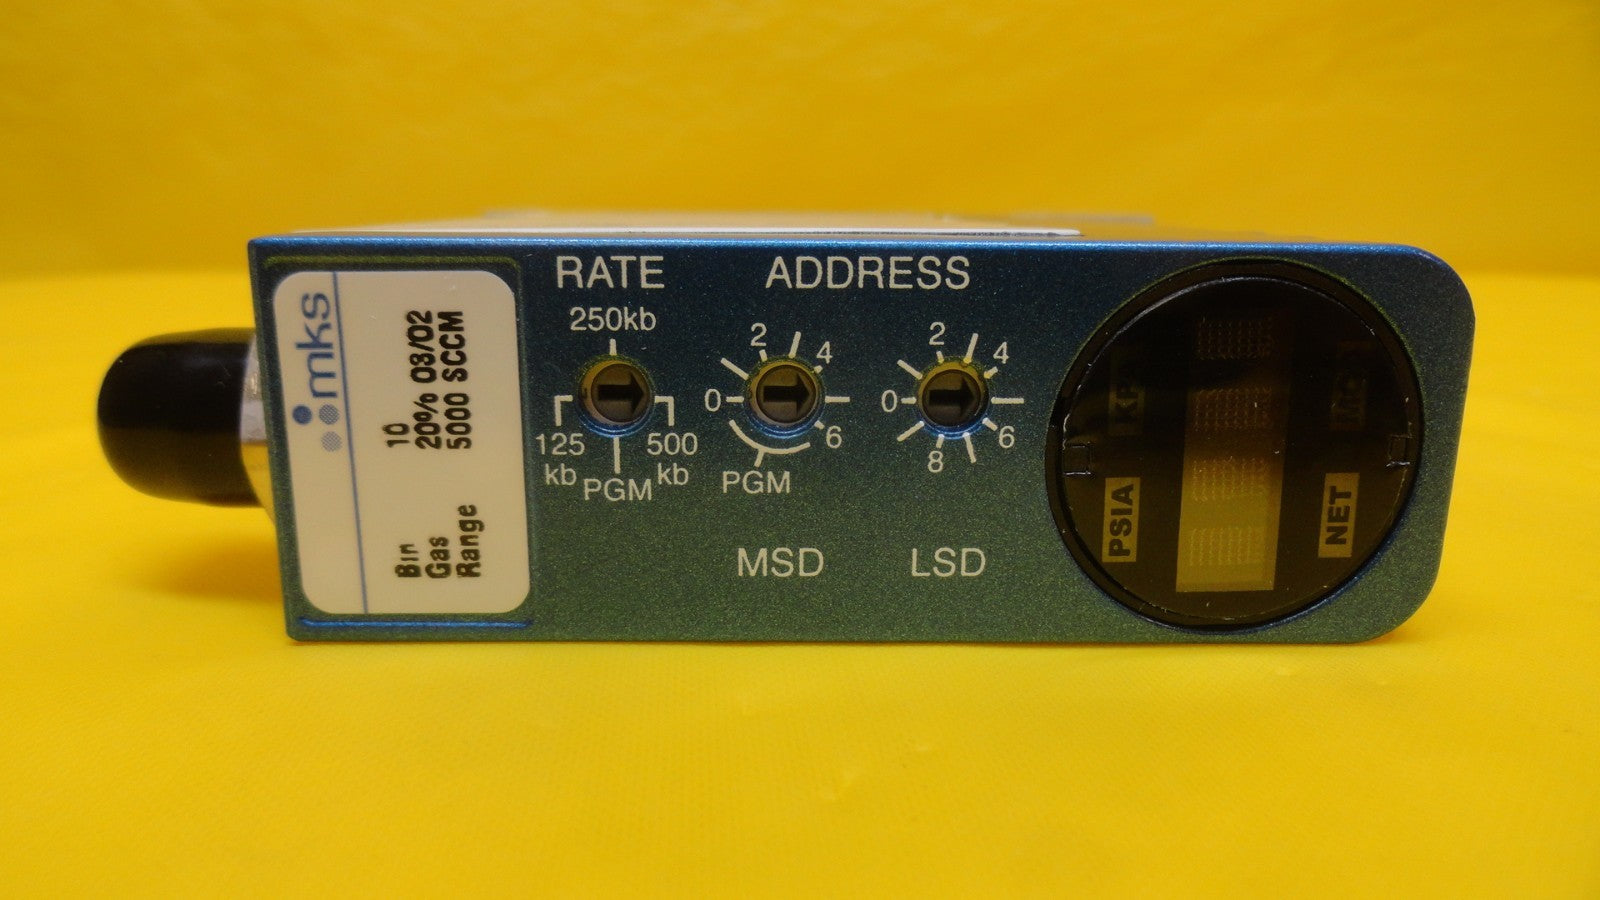 mks
Bin 10
Gas 20% O3/O2
Range 5000 SCCM
RATE
250kb
125 kb
500 kb
PGM
ADDRESS
0 2 4 6
PGM
MSD
0 2 4 6 8
LSD
PSIA
NET